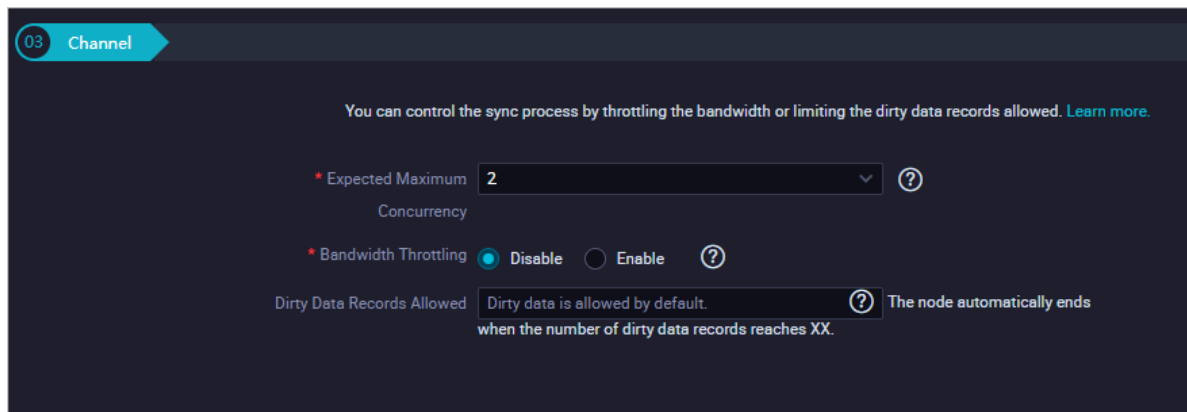 03 Channel
You can control the sync process by throttling the bandwidth or limiting the dirty data records allowed. Learn more.
* Expected Maximum 2 ?
Concurrency
* Bandwidth Throttling Disable Enable ?
Dirty Data Records Allowed Dirty data is allowed by default. ? The node automatically ends
when the number of dirty data records reaches XX.